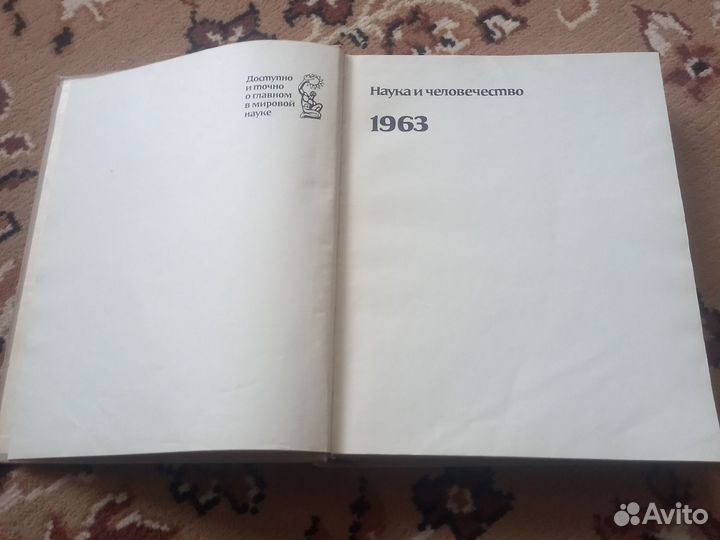 Доступно
и точно
о главном
в мировой
науке
Наука и человечество
1963
Avito